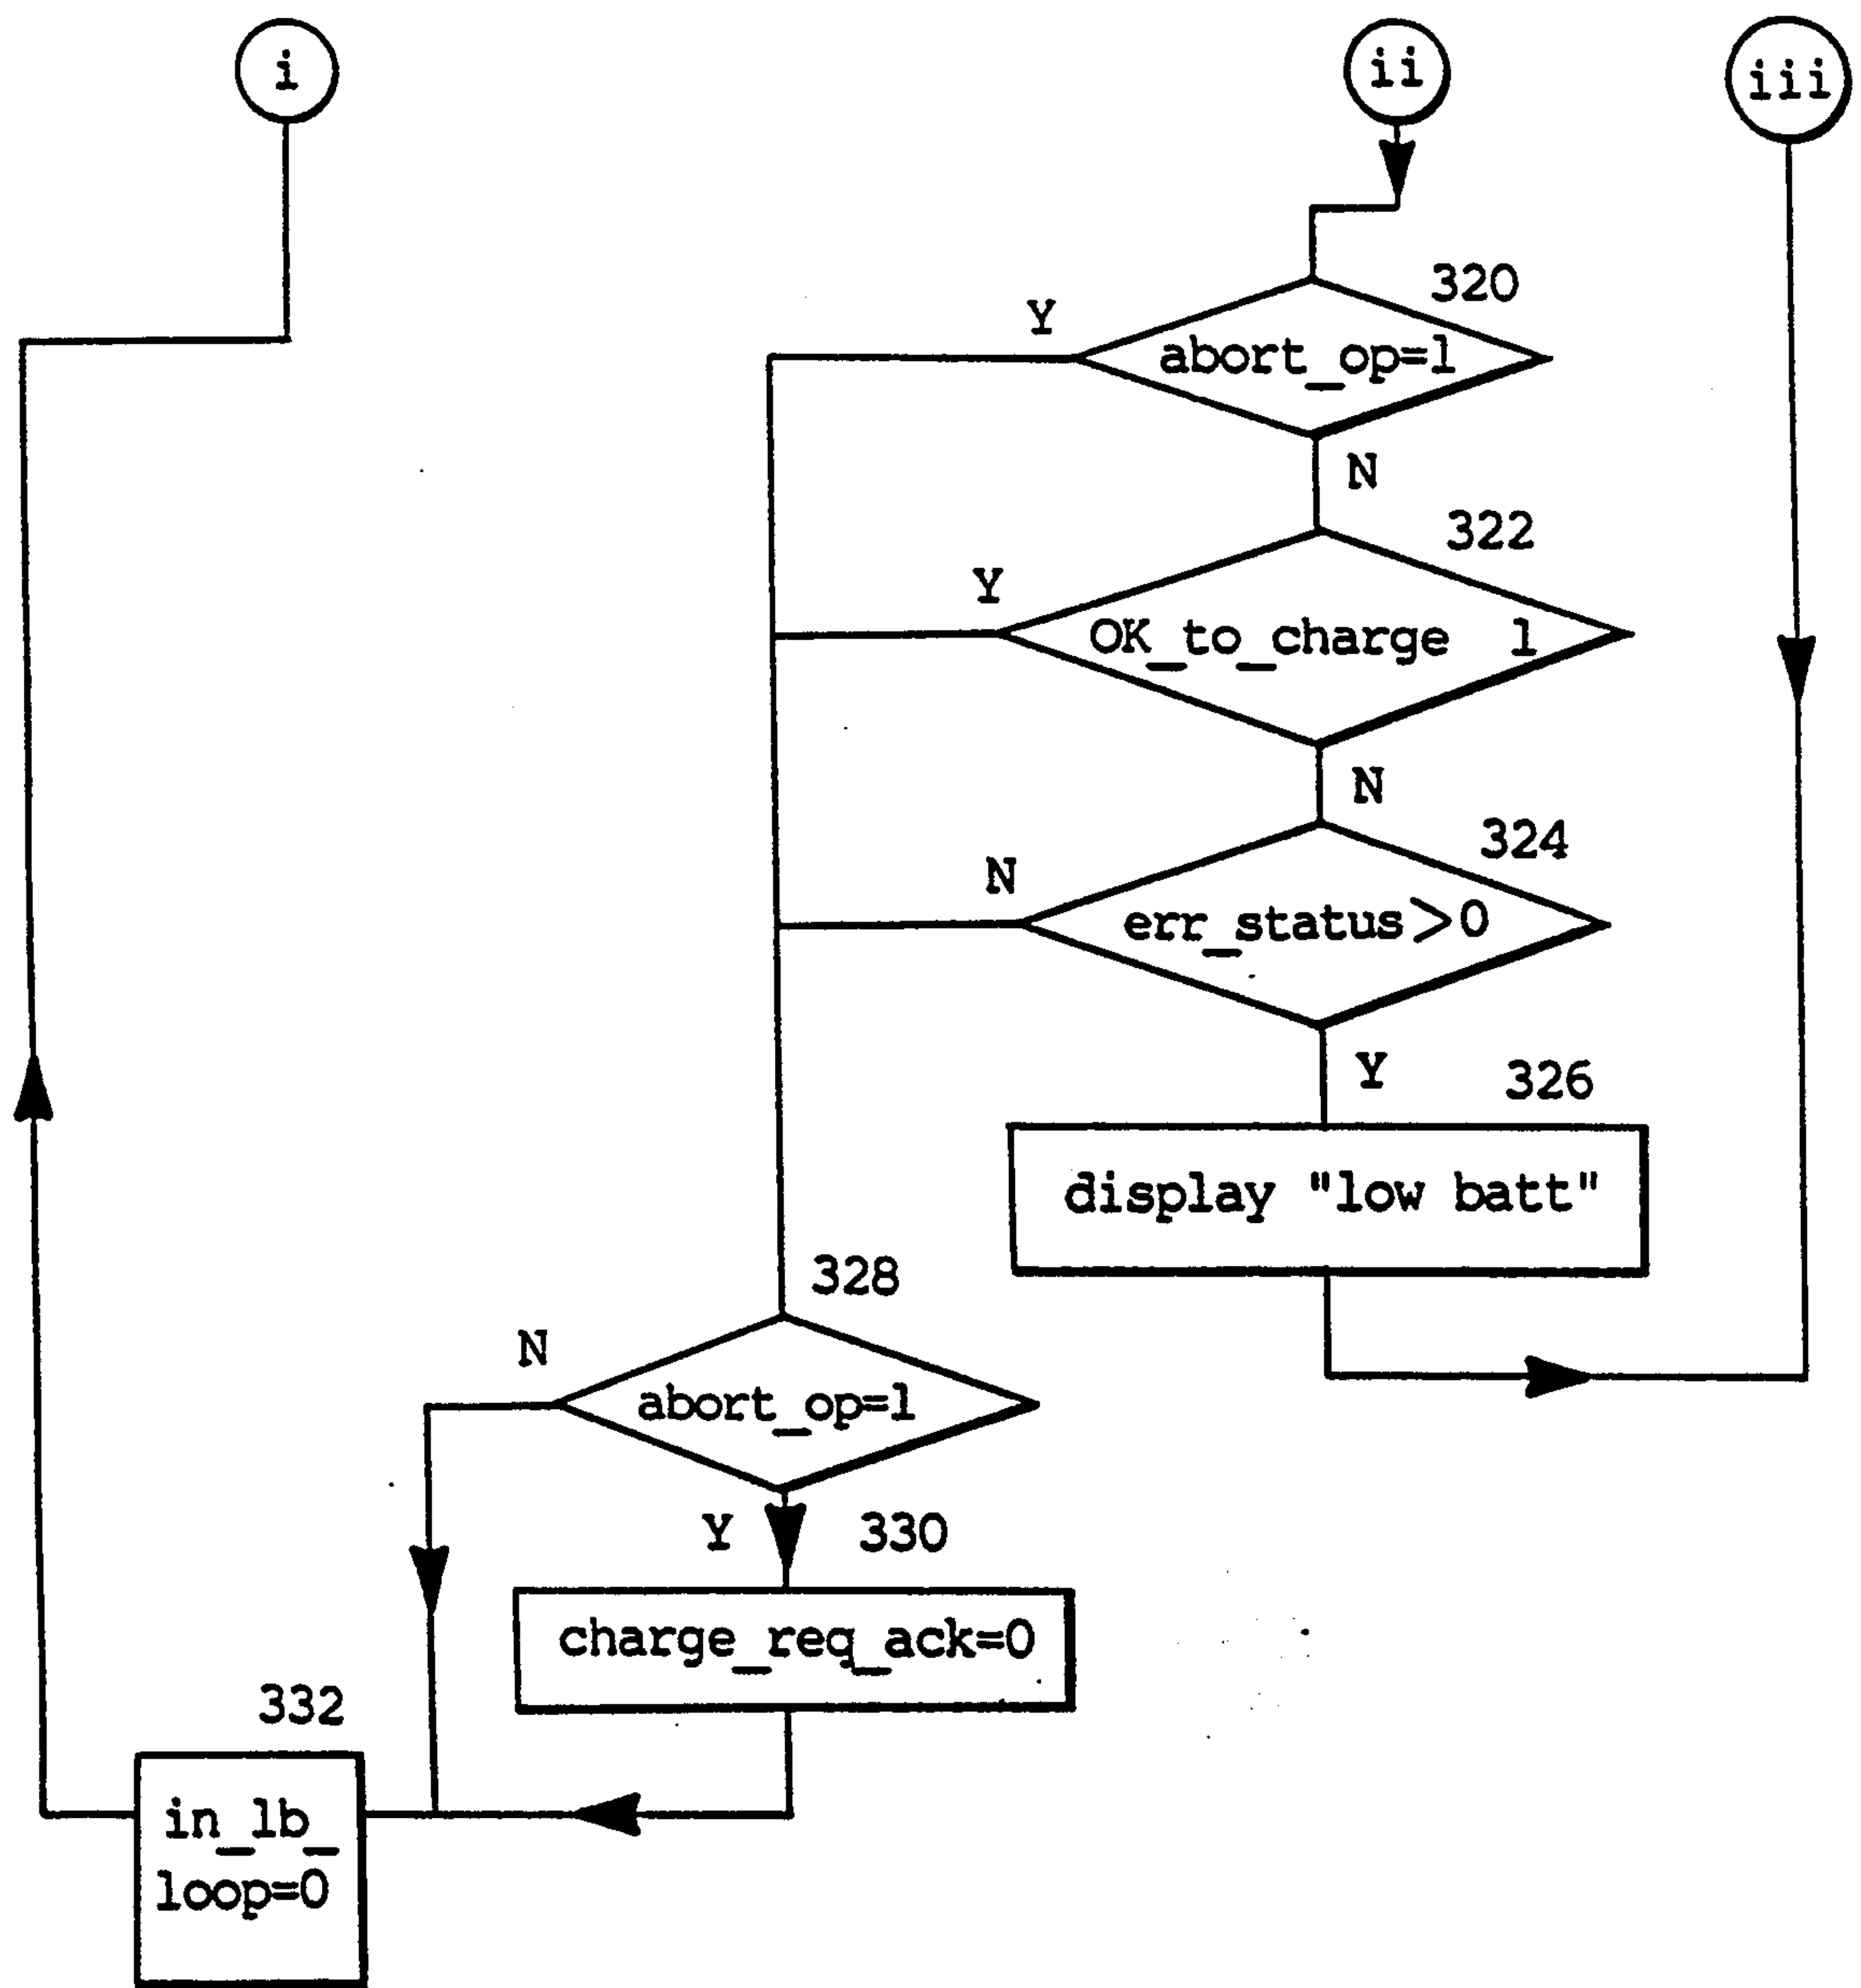 i
ii
iii
320
Y
abort_op=1
N
322
Y
OK_to_charge 1
N
324
N
err_status>0
Y
326
display "low batt"
328
N
abort_op=1
Y
330
charge_req_ack=0
332
in_lb_
loop=0